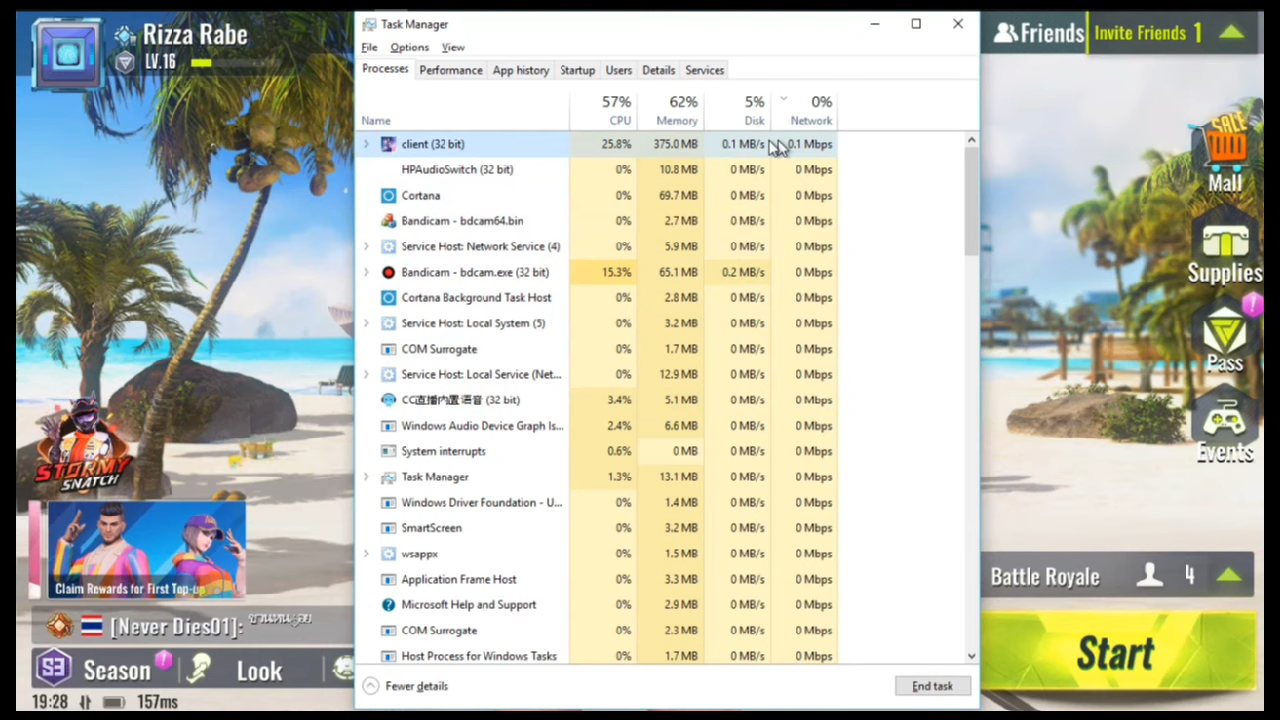 Rizza Rabe
LV.16
Task Manager
File Options View
Processes Performance App history Startup Users Details Services
57% 62% 5% 0%
Name CPU Memory Disk Network
client (32 bit) 25.8% 375.0 MB 0.1 MB/s 0.1 Mbps
HPAudioSwitch (32 bit) 0% 10.8 MB 0 MB/s 0 Mbps
Cortana 0% 69.7 MB 0 MB/s 0 Mbps
Bandicam - bdcam64.bin 0% 2.7 MB 0 MB/s 0 Mbps
Service Host: Network Service (4) 0% 5.9 MB 0 MB/s 0 Mbps
Bandicam - bdcam.exe (32 bit) 15.3% 65.1 MB 0.2 MB/s 0 Mbps
Cortana Background Task Host 0% 2.8 MB 0 MB/s 0 Mbps
Service Host: Local System (5) 0% 3.2 MB 0 MB/s 0 Mbps
COM Surrogate 0% 1.7 MB 0 MB/s 0 Mbps
Service Host: Local Service (Net... 0% 12.9 MB 0 MB/s 0 Mbps
CC直播内置语音 (32 bit) 3.4% 5.1 MB 0 MB/s 0 Mbps
Windows Audio Device Graph Is... 2.4% 6.6 MB 0 MB/s 0 Mbps
System interrupts 0.6% 0 MB 0 MB/s 0 Mbps
Task Manager 1.3% 13.1 MB 0 MB/s 0 Mbps
Windows Driver Foundation - U... 0% 1.4 MB 0 MB/s 0 Mbps
SmartScreen 0% 3.2 MB 0 MB/s 0 Mbps
wsappx 0% 1.5 MB 0 MB/s 0 Mbps
Application Frame Host 0% 3.3 MB 0 MB/s 0 Mbps
Microsoft Help and Support 0% 2.9 MB 0 MB/s 0 Mbps
COM Surrogate 0% 2.3 MB 0 MB/s 0 Mbps
Host Process for Windows Tasks 0% 1.7 MB 0 MB/s 0 Mbps
Fewer details
End task
Friends Invite Friends 1
SALE
Mall
Supplies
Pass
Events
STORMY
SNATCH
Claim Rewards for First Top-up
[Never Dies01]:
S3 Season Look
19:28 157ms
Battle Royale 4
Start